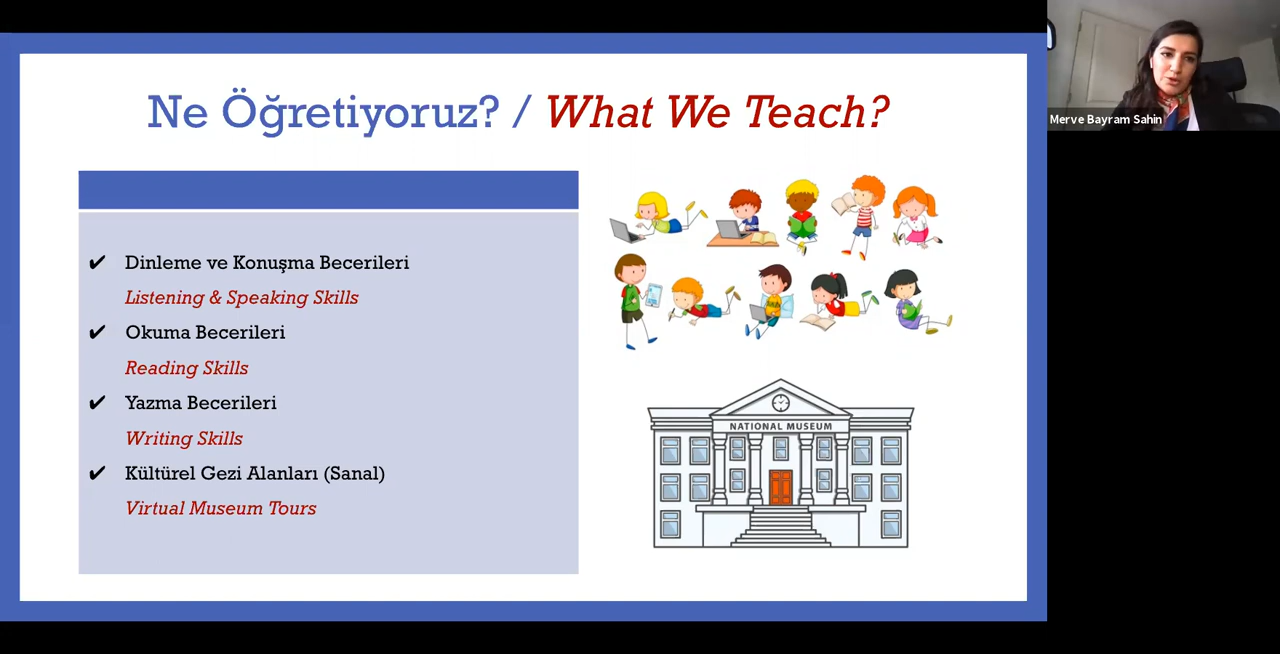 Ne Öğretiyoruz? / What We Teach?
✔ Dinleme ve Konuşma Becerileri
Listening & Speaking Skills
✔ Okuma Becerileri
Reading Skills
✔ Yazma Becerileri
Writing Skills
✔ Kültürel Gezi Alanları (Sanal)
Virtual Museum Tours
NATIONAL MUSEUM
Merve Bayram Sahin